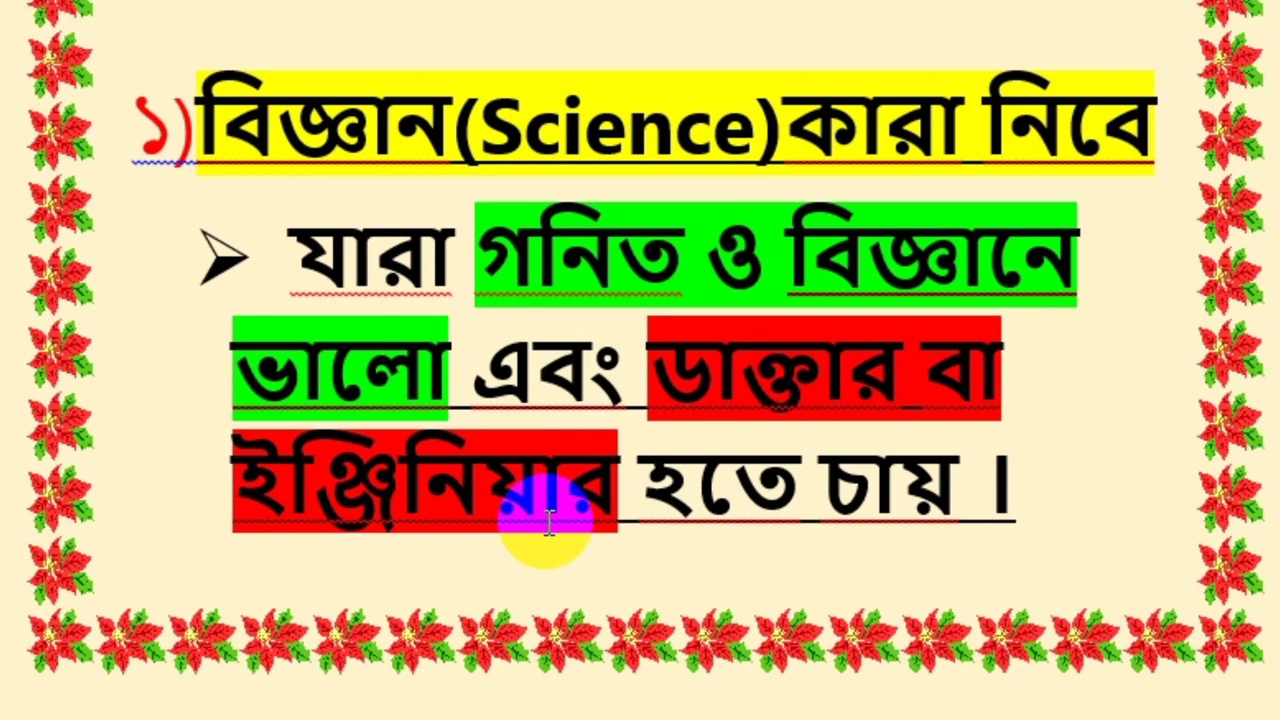 ১)বিজ্ঞান(Science)কারা নিবে
➢ যারা গনিত ও বিজ্ঞানে
ভালো এবং ডাক্তার বা
ইঞ্জিনিয়ার হতে চায় ।